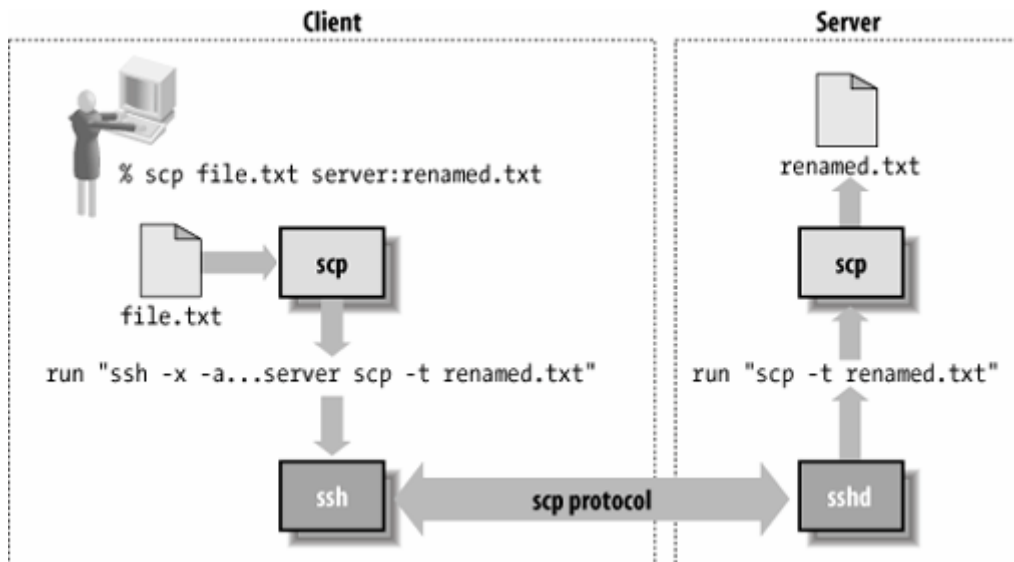 Client
Server
% scp file.txt server:renamed.txt
renamed.txt
scp
scp
file.txt
run "ssh -x -a...server scp -t renamed.txt"
run "scp -t renamed.txt"
ssh
scp protocol
sshd